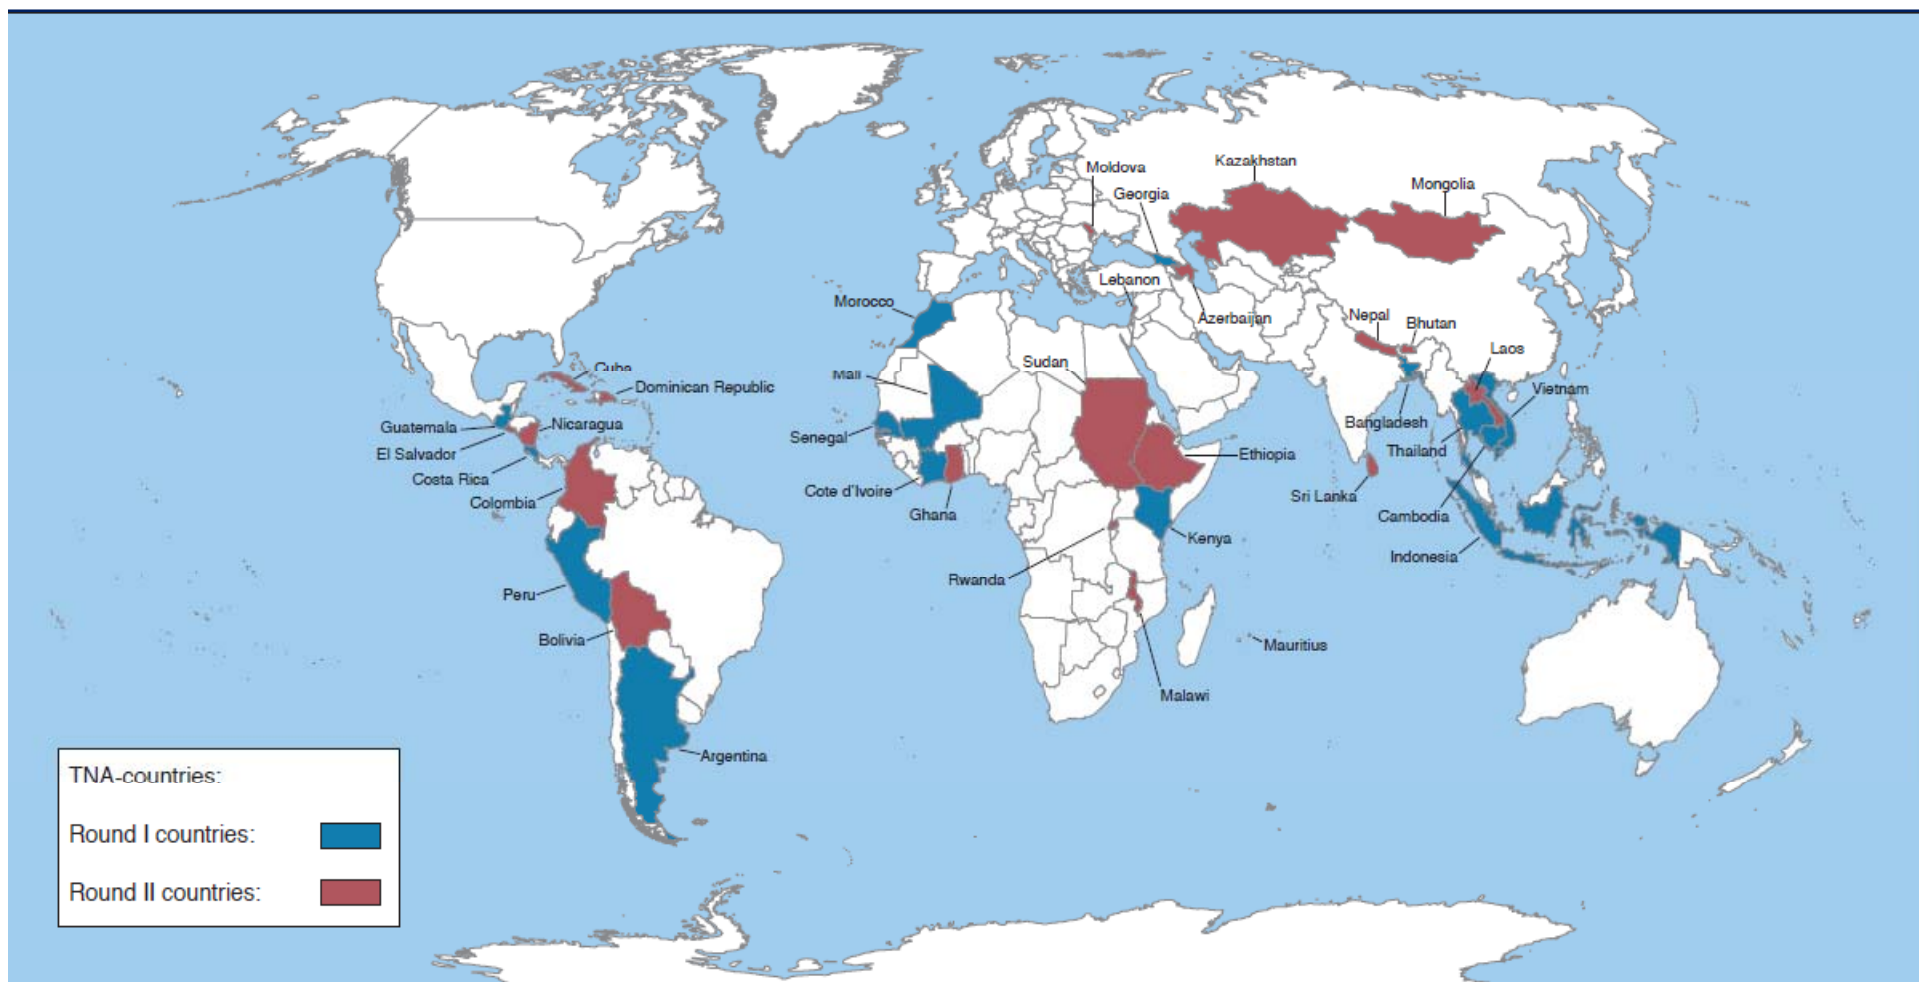 Kazakhstan
Moldova
Mongolia
Georgia
Lebanon
Morocco
Azerbaijan
Nepal
Bhutan
Laos
Sudan
Cuba
Mali
Dominican Republic
Vietnam
Guatemala
Nicaragua
Senegal
Bangladesh
El Salvador
Thailand
Ethiopia
Costa Rica
Colombia
Cote d'Ivoire
Sri Lanka
Ghana
Cambodia
Kenya
Indonesia
Rwanda
Peru
Bolivia
Mauritius
Malawi
Argentina
TNA-countries:
Round I countries:
Round II countries: